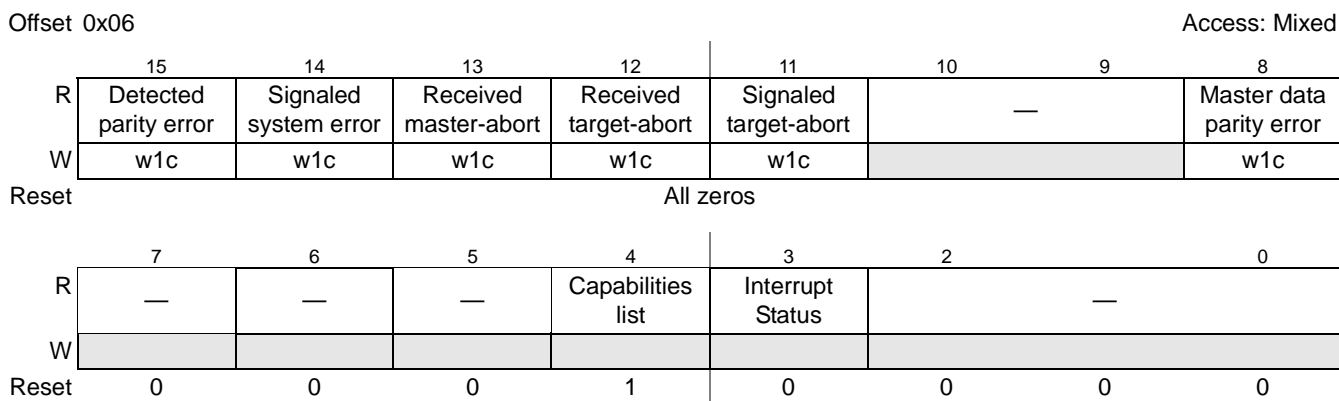 Offset 0x06 Access: Mixed
15 14 13 12 11 10 9 8
R Detected parity error Signaled system error Received master-abort Received target-abort Signaled target-abort — Master data parity error
W w1c w1c w1c w1c w1c w1c
Reset All zeros
7 6 5 4 3 2 0
R — — — Capabilities list Interrupt Status —
W
Reset 0 0 0 1 0 0 0 0